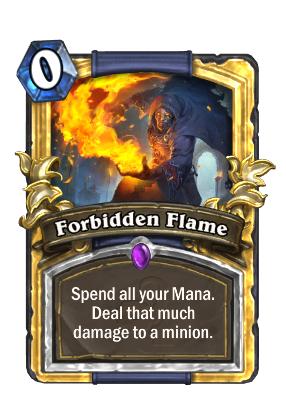 0
Forbidden Flame
Spend all your Mana.
Deal that much
damage to a minion.